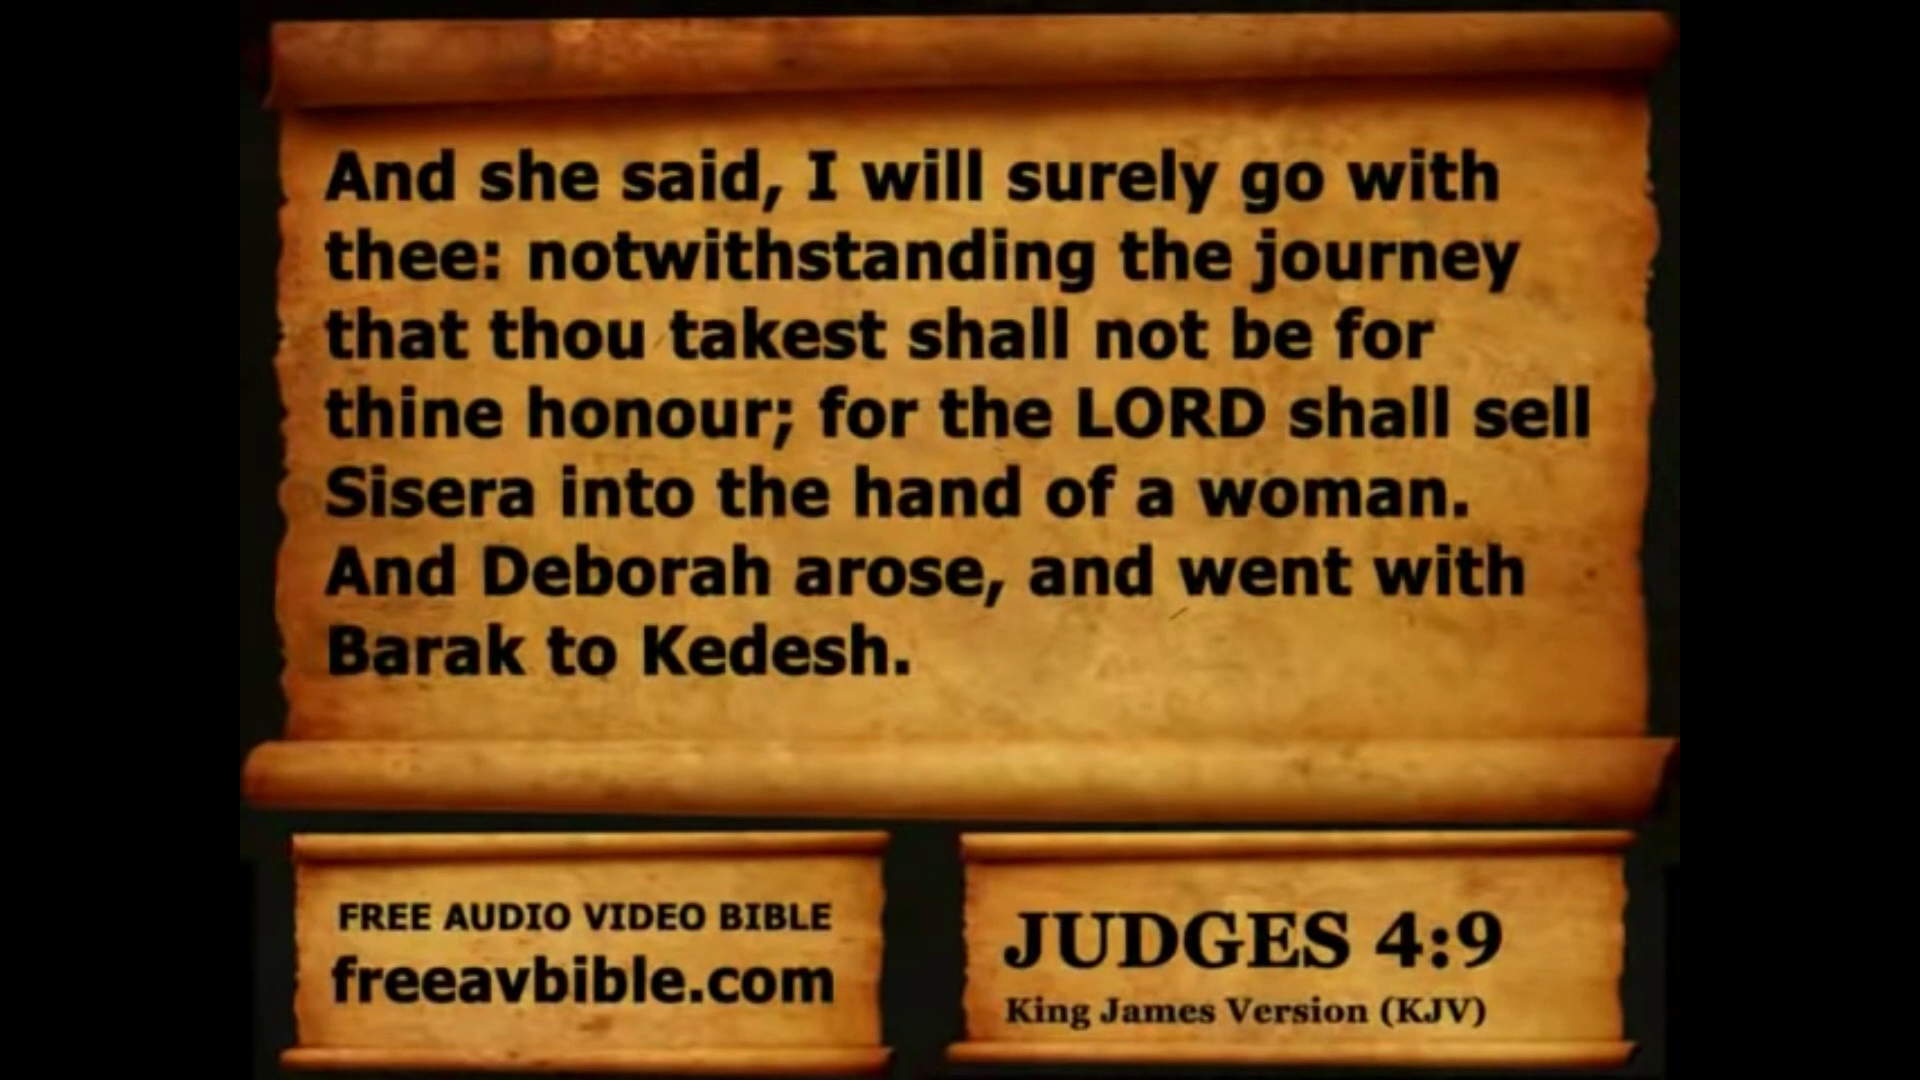 And she said, I will surely go with
thee: notwithstanding the journey
that thou takest shall not be for
thine honour; for the LORD shall sell
Sisera into the hand of a woman.
And Deborah arose, and went with
Barak to Kedesh.
FREE AUDIO VIDEO BIBLE
freeavbible.com
JUDGES 4:9
King James Version (KJV)